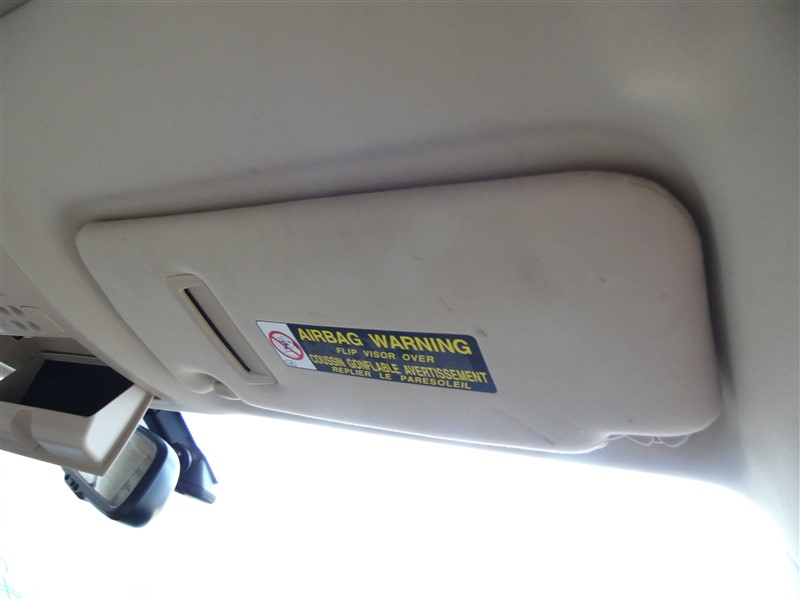 AIRBAG WARNING
FLIP VISOR OVER
COUSSIN GONFLABLE AVERTISSEMENT
REPLIER LE PARESOLEIL